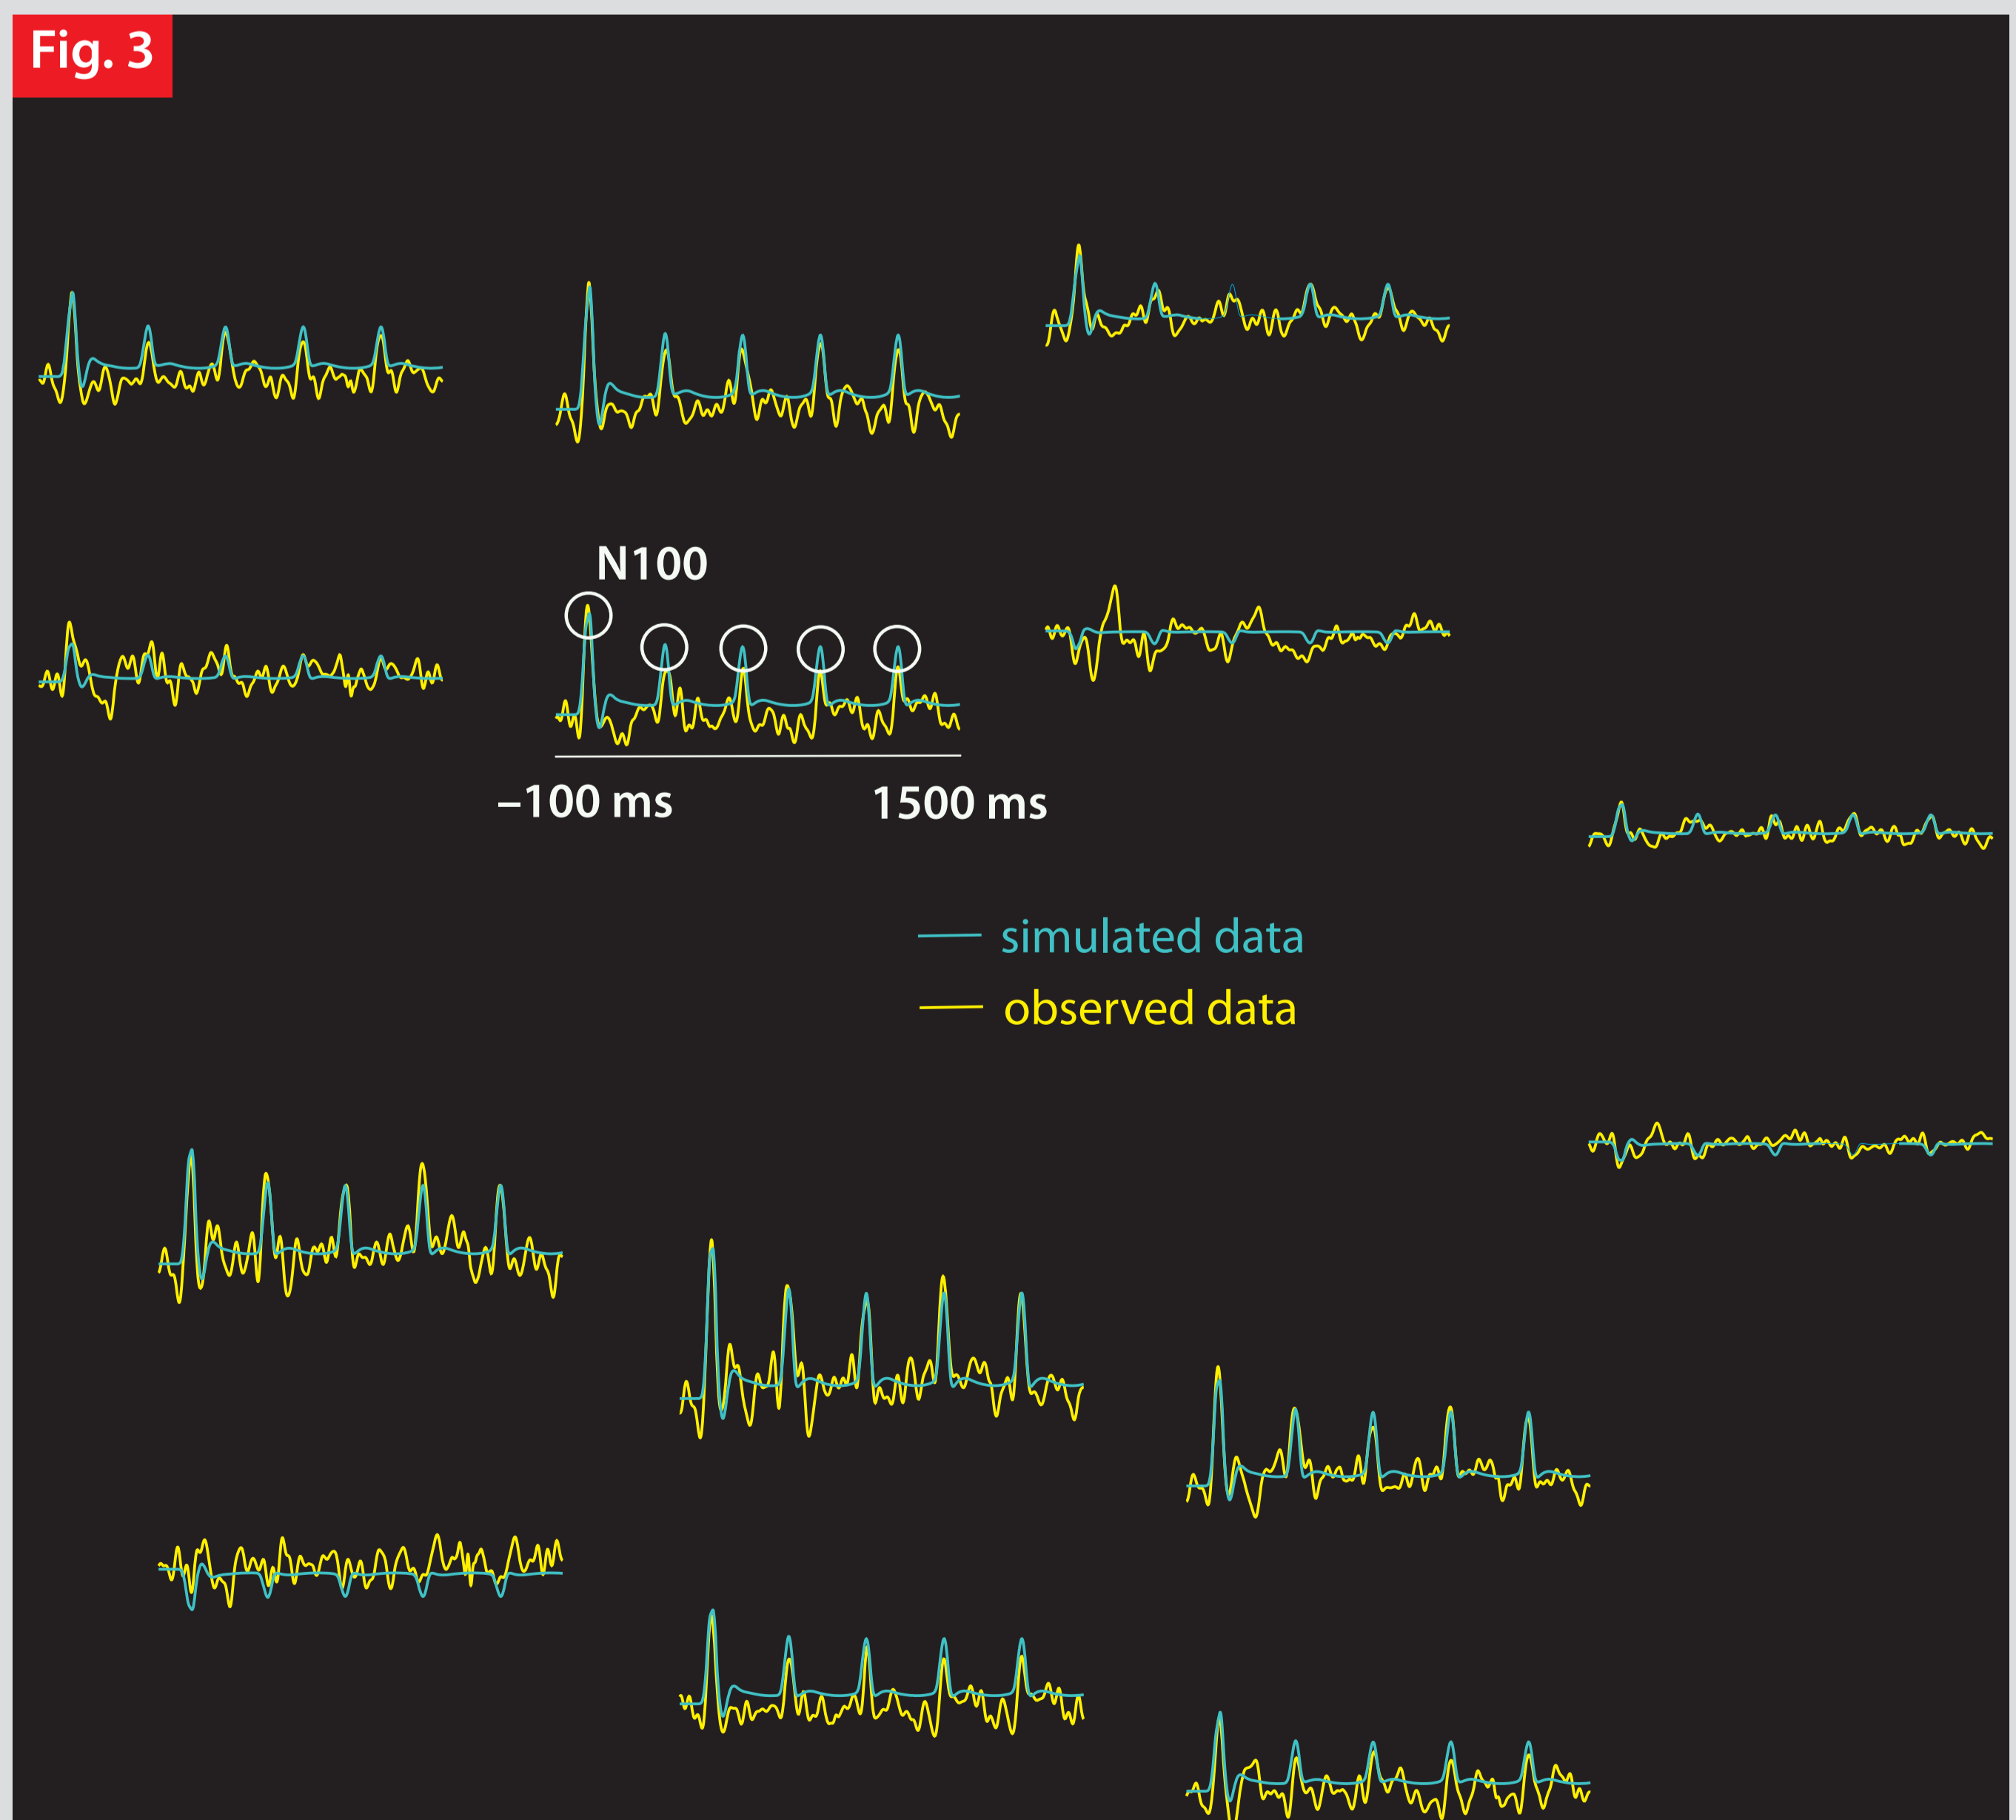 Fig. 3
N100
–100 ms
1500 ms
simulated data
observed data